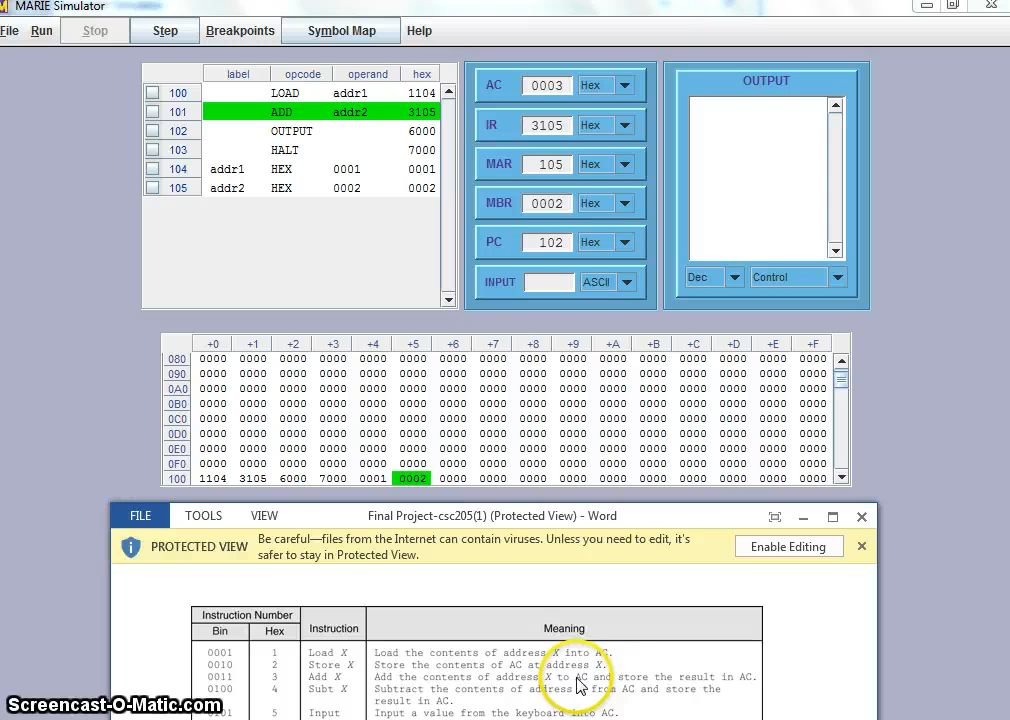 MARIE Simulator
File Run Stop Step Breakpoints Symbol Map Help
label opcode operand hex
100 LOAD addr1 1104
101 ADD addr2 3105
102 OUTPUT 6000
103 HALT 7000
104 addr1 HEX 0001 0001
105 addr2 HEX 0002 0002
AC 0003 Hex
IR 3105 Hex
MAR 105 Hex
MBR 0002 Hex
PC 102 Hex
INPUT ASCII
OUTPUT
Dec Control
+0 +1 +2 +3 +4 +5 +6 +7 +8 +9 +A +B +C +D +E +F
080 0000 0000 0000 0000 0000 0000 0000 0000 0000 0000 0000 0000 0000 0000 0000 0000
090 0000 0000 0000 0000 0000 0000 0000 0000 0000 0000 0000 0000 0000 0000 0000 0000
0A0 0000 0000 0000 0000 0000 0000 0000 0000 0000 0000 0000 0000 0000 0000 0000 0000
0B0 0000 0000 0000 0000 0000 0000 0000 0000 0000 0000 0000 0000 0000 0000 0000 0000
0C0 0000 0000 0000 0000 0000 0000 0000 0000 0000 0000 0000 0000 0000 0000 0000 0000
0D0 0000 0000 0000 0000 0000 0000 0000 0000 0000 0000 0000 0000 0000 0000 0000 0000
0E0 0000 0000 0000 0000 0000 0000 0000 0000 0000 0000 0000 0000 0000 0000 0000 0000
0F0 0000 0000 0000 0000 0000 0000 0000 0000 0000 0000 0000 0000 0000 0000 0000 0000
100 1104 3105 6000 7000 0001 0002 0000 0000 0000 0000 0000 0000 0000 0000 0000 0000
FILE TOOLS VIEW Final Project-csc205(1) (Protected View) - Word
PROTECTED VIEW Be careful—files from the Internet can contain viruses. Unless you need to edit, it's
safer to stay in Protected View.
Enable Editing
Instruction Number
Bin Hex Instruction Meaning
0001 1 Load X Load the contents of address X into AC.
0010 2 Store X Store the contents of AC at address X.
0011 3 Add X Add the contents of address X to AC and store the result in AC.
0100 4 Subt X Subtract the contents of address from AC and store the
result in AC.
0101 5 Input Input a value from the keyboard into AC.
Screencast-O-Matic.com